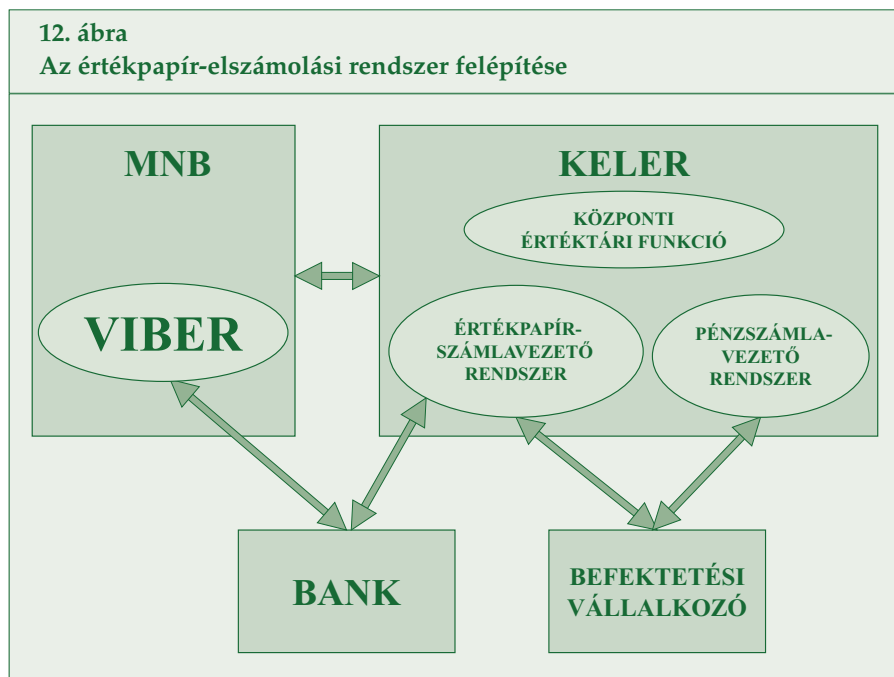 12. ábra
Az értékpapír-elszámolási rendszer felépítése
MNB
VIBER
KELER
KÖZPONTI
ÉRTÉKTÁRI FUNKCIÓ
ÉRTÉKPAPÍR-
SZÁMLAVEZETŐ
RENDSZER
PÉNZSZÁMLA-
VEZETŐ
RENDSZER
BANK
BEFEKTETÉSI
VÁLLALKOZÓ